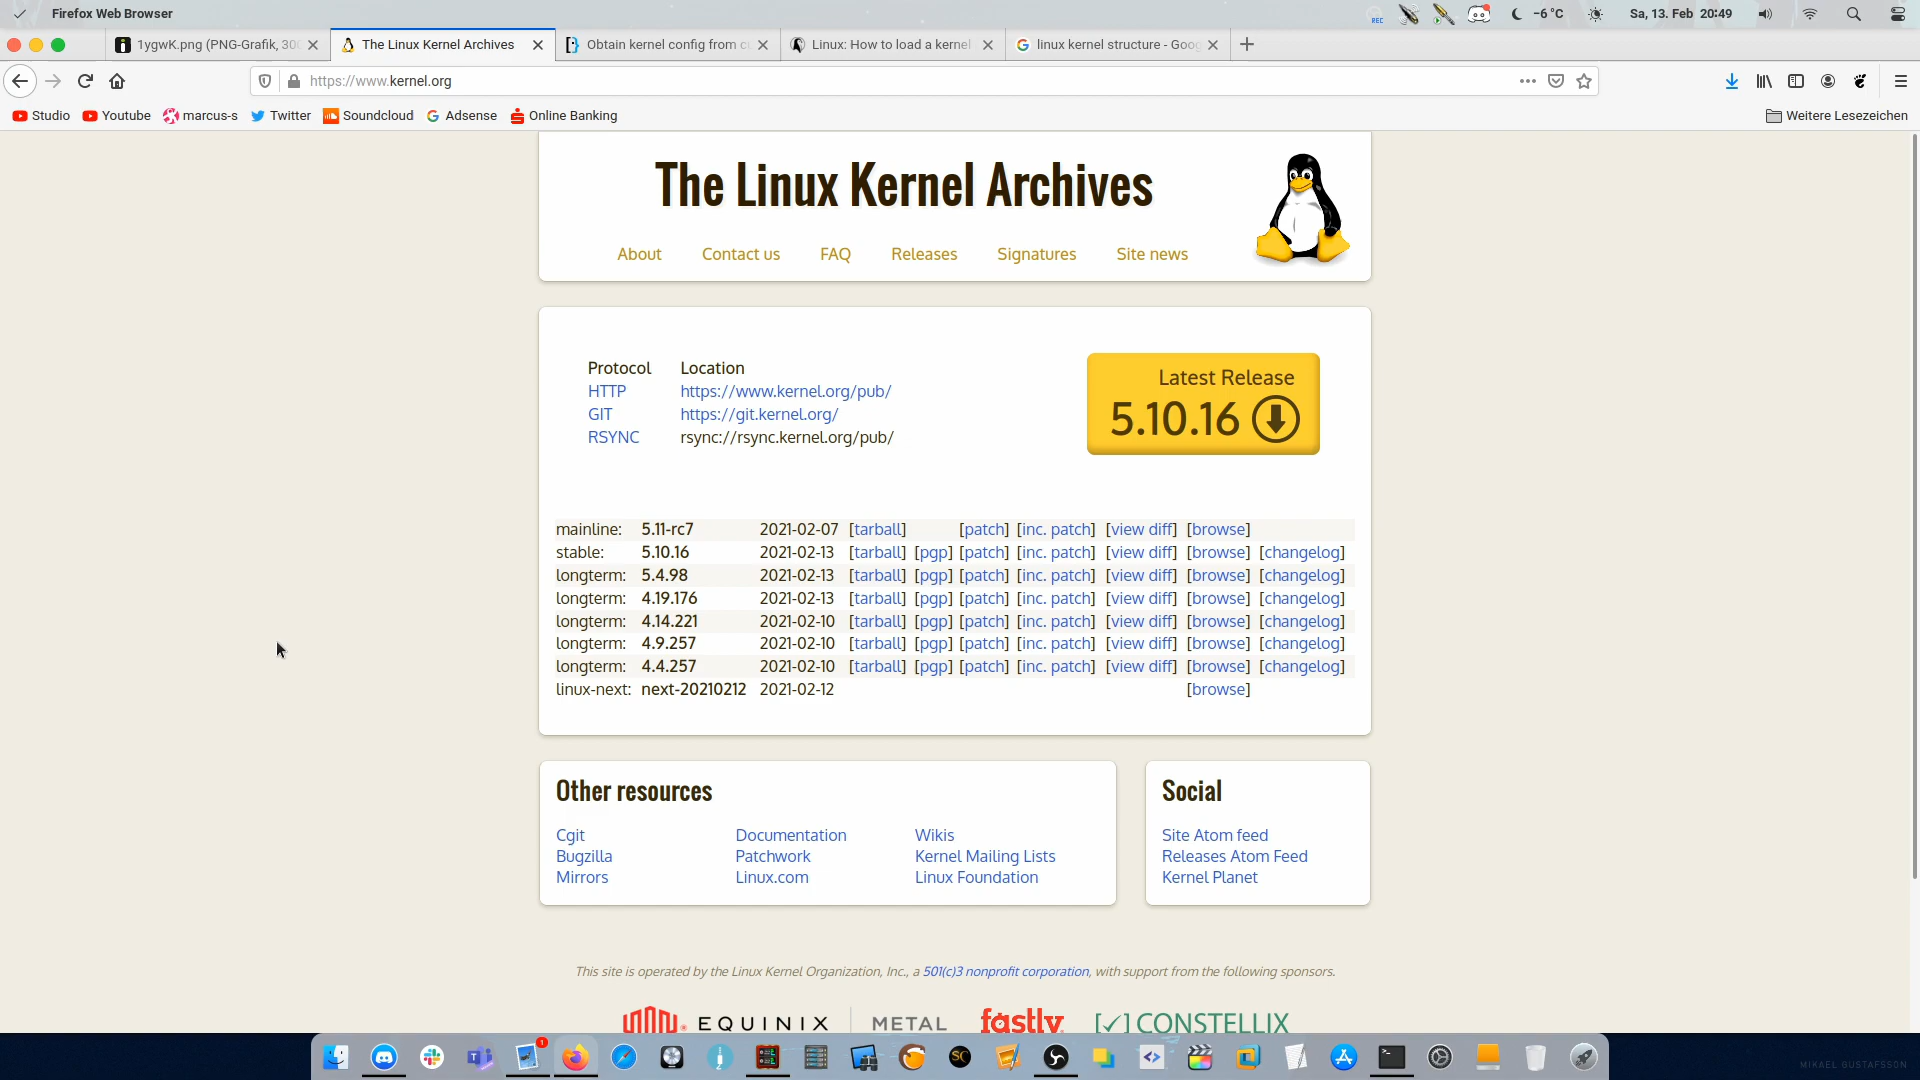 Firefox Web Browser
REC
-6 °C
Sa, 13. Feb 20:49
1ygwK.png (PNG-Grafik, 300
The Linux Kernel Archives
Obtain kernel config from c
Linux: How to load a kernel
linux kernel structure - Goog
https://www.kernel.org
Studio
Youtube
marcus-s
Twitter
Soundcloud
Adsense
Online Banking
Weitere Lesezeichen
The Linux Kernel Archives
About Contact us FAQ Releases Signatures Site news
Protocol Location
HTTP https://www.kernel.org/pub/
GIT https://git.kernel.org/
RSYNC rsync://rsync.kernel.org/pub/
Latest Release
5.10.16
mainline: 5.11-rc7 2021-02-07 [tarball] [patch] [inc. patch] [view diff] [browse]
stable: 5.10.16 2021-02-13 [tarball] [pgp] [patch] [inc. patch] [view diff] [browse] [changelog]
longterm: 5.4.98 2021-02-13 [tarball] [pgp] [patch] [inc. patch] [view diff] [browse] [changelog]
longterm: 4.19.176 2021-02-13 [tarball] [pgp] [patch] [inc. patch] [view diff] [browse] [changelog]
longterm: 4.14.221 2021-02-10 [tarball] [pgp] [patch] [inc. patch] [view diff] [browse] [changelog]
longterm: 4.9.257 2021-02-10 [tarball] [pgp] [patch] [inc. patch] [view diff] [browse] [changelog]
longterm: 4.4.257 2021-02-10 [tarball] [pgp] [patch] [inc. patch] [view diff] [browse] [changelog]
linux-next: next-20210212 2021-02-12 [browse]
Other resources
Cgit Documentation Wikis
Bugzilla Patchwork Kernel Mailing Lists
Mirrors Linux.com Linux Foundation
Social
Site Atom feed
Releases Atom Feed
Kernel Planet
This site is operated by the Linux Kernel Organization, Inc., a 501(c)3 nonprofit corporation, with support from the following sponsors.
EQUINIX METAL
fastly
CONSTELLIX
1
SC
MIKAEL GUSTAFSSON